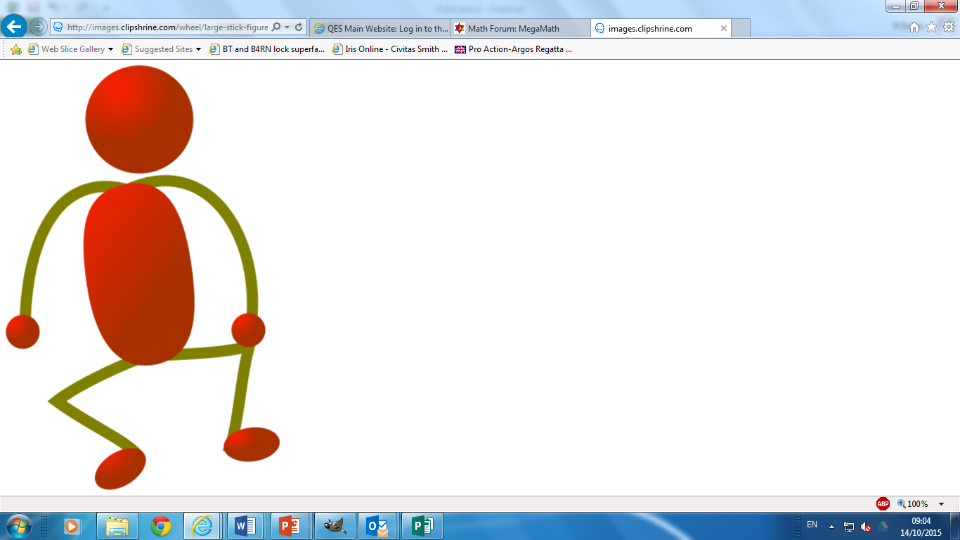 http://images.clipshrine.com/wheel/large-stick-figure
QES Main Website: Log in to th...
Math Forum: MegaMath
images.clipshrine.com
Web Slice Gallery
Suggested Sites
BT and B4RN lock superfa...
Iris Online - Civitas Smith ...
Pro Action-Argos Regatta ...
ABP
100%
EN
09:04
14/10/2015